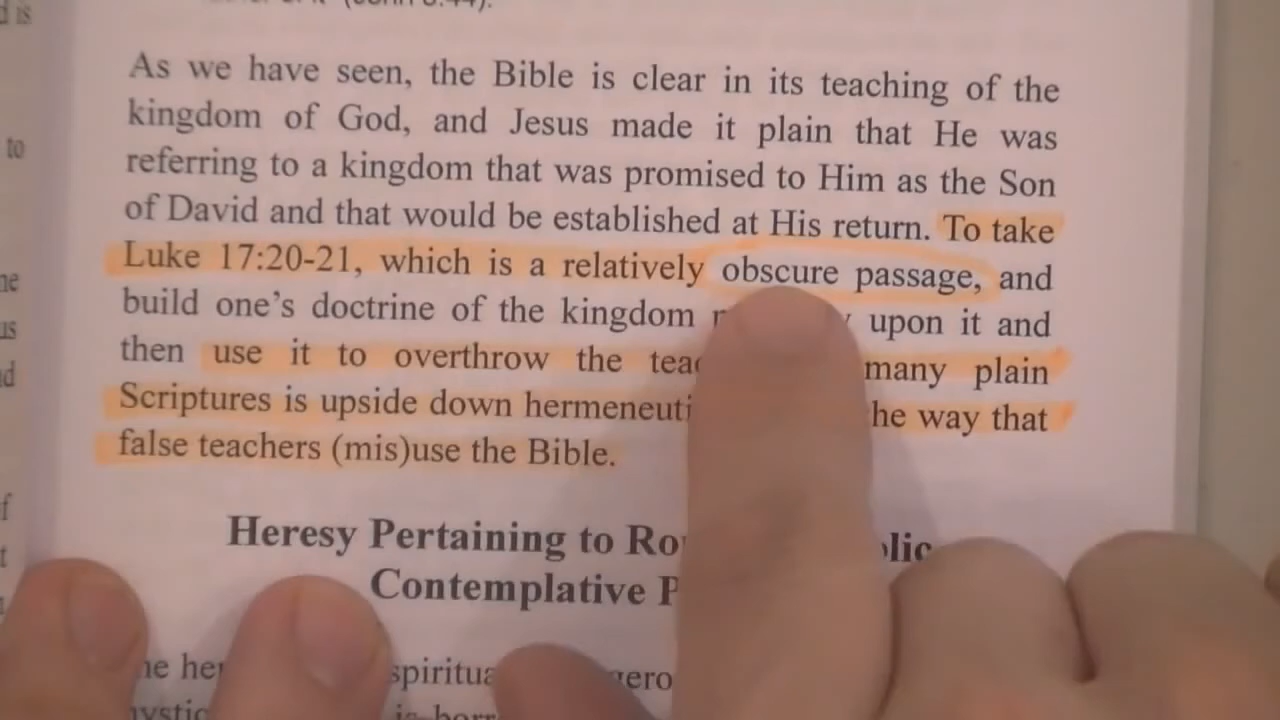 As we have seen, the Bible is clear in its teaching of the
kingdom of God, and Jesus made it plain that He was
referring to a kingdom that was promised to Him as the Son
of David and that would be established at His return. To take
Luke 17:20-21, which is a relatively obscure passage, and
build one's doctrine of the kingdom upon it and
then use it to overthrow the many plain
Scriptures is upside down way that
false teachers (mis)use the Bible.
Heresy Pertaining to
Contemplative